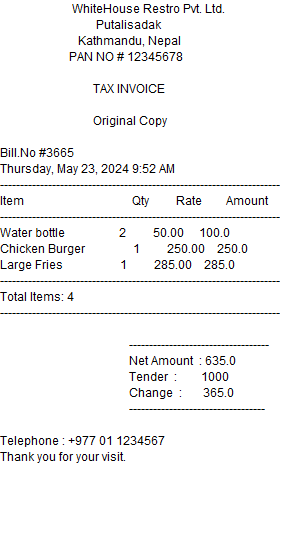 WhiteHouse Restro Pvt. Ltd.
Putalisadak
Kathmandu, Nepal
PAN NO # 12345678
TAX INVOICE
Original Copy
Bill.No #3665
Thursday, May 23, 2024 9:52 AM
----------------------------------------------------------------------
Item Qty Rate Amount
----------------------------------------------------------------------
Water bottle 2 50.00 100.0
Chicken Burger 1 250.00 250.0
Large Fries 1 285.00 285.0
----------------------------------------------------------------------
Total Items: 4
----------------------------------------------------------------------
-----------------------------------
Net Amount : 635.0
Tender : 1000
Change : 365.0
----------------------------------
Telephone : +977 01 1234567
Thank you for your visit.